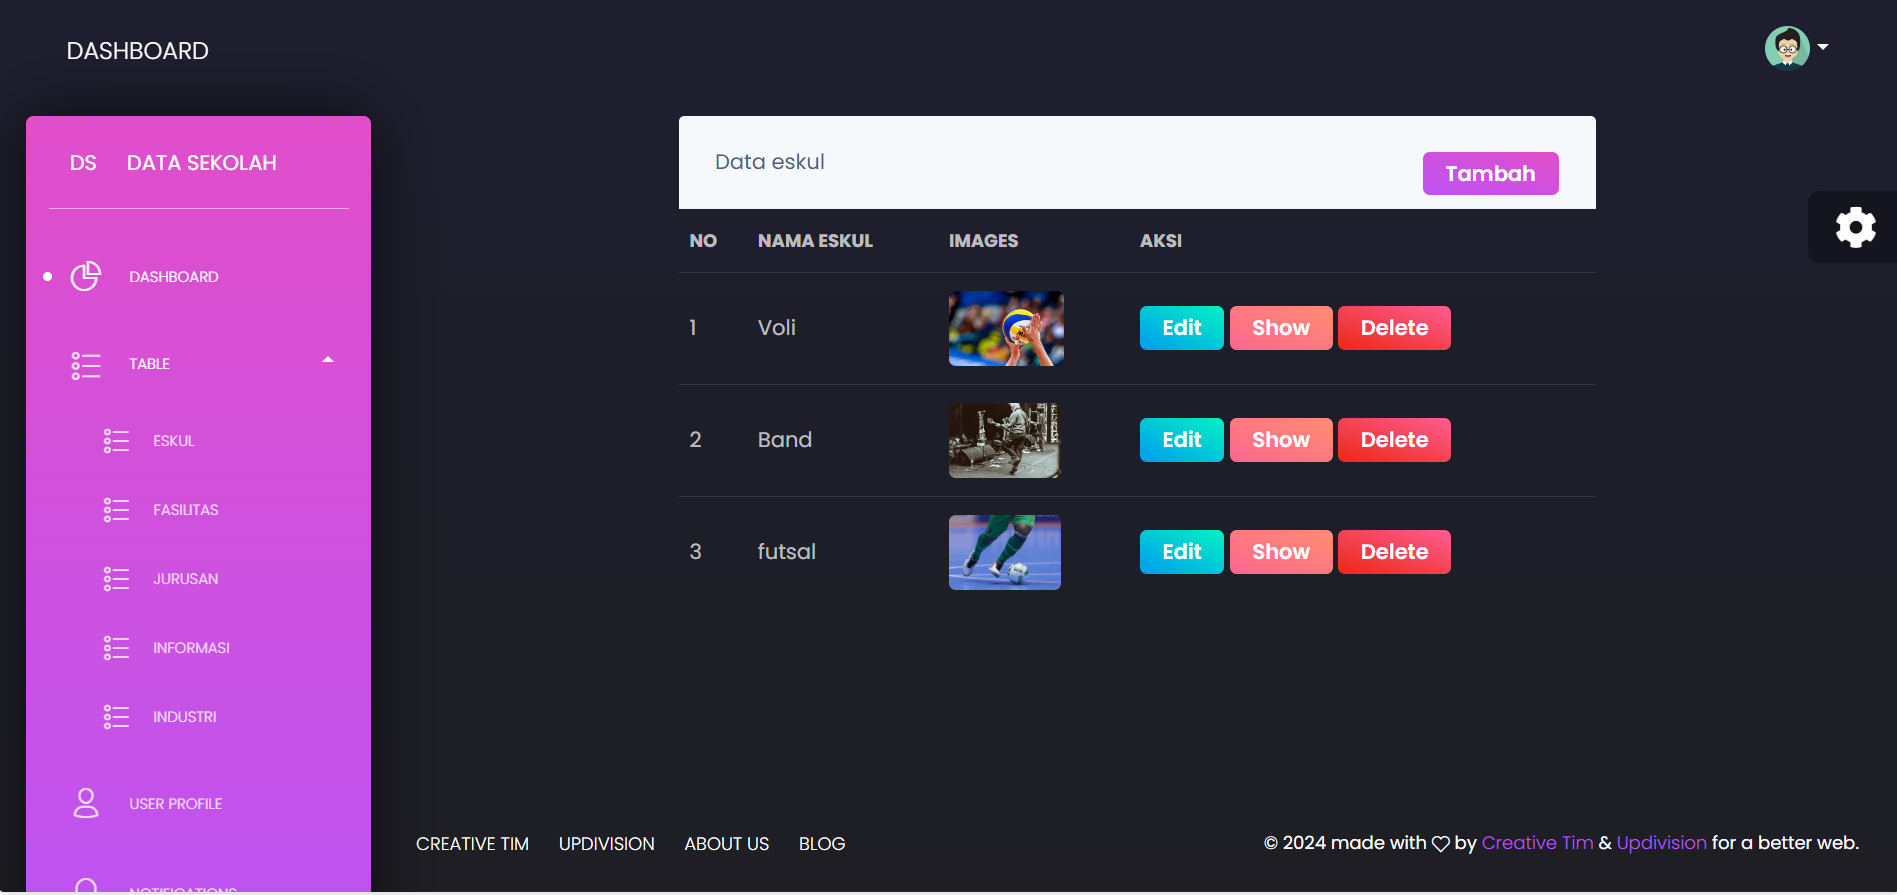 DASHBOARD
DS DATA SEKOLAH
DASHBOARD
TABLE
ESKUL
FASILITAS
JURUSAN
INFORMASI
INDUSTRI
USER PROFILE
NOTIFICATIONS
Data eskul
Tambah
NO NAMA ESKUL IMAGES AKSI
1 Voli Edit Show Delete
2 Band Edit Show Delete
3 futsal Edit Show Delete
CREATIVE TIM UPDIVISION ABOUT US BLOG
© 2024 made with ♡ by Creative Tim & Updivision for a better web.